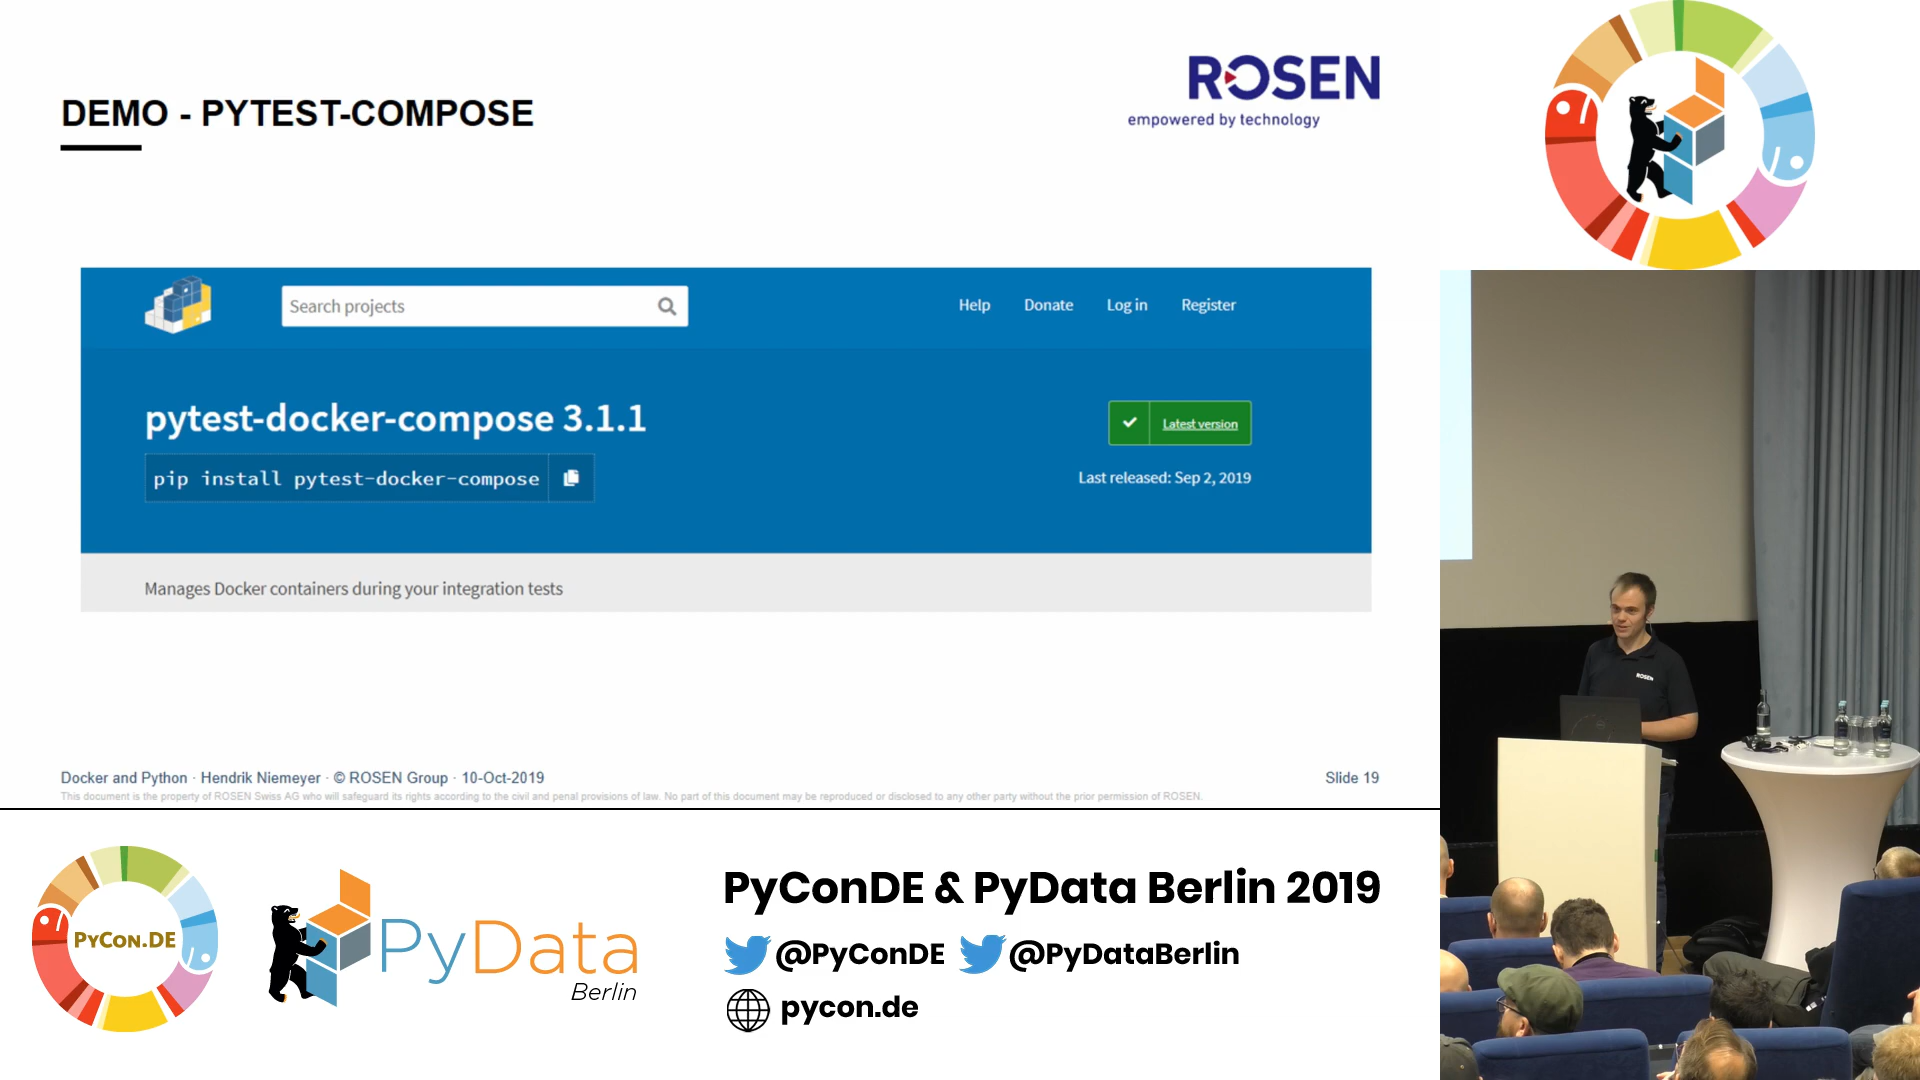 DEMO - PYTEST-COMPOSE
ROSEN
empowered by technology
Search projects
Help Donate Log in Register
pytest-docker-compose 3.1.1
Latest version
pip install pytest-docker-compose
Last released: Sep 2, 2019
Manages Docker containers during your integration tests
Docker and Python · Hendrik Niemeyer · © ROSEN Group · 10-Oct-2019
Slide 19
This document is the property of ROSEN Swiss AG who will safeguard its rights according to the civil and penal provisions of law. No part of this document may be reproduced or disclosed to any other party without the prior permission of ROSEN.
ROSEN
PYCON.DE
PyData
Berlin
PyConDE & PyData Berlin 2019
@PyConDE @PyDataBerlin
pycon.de